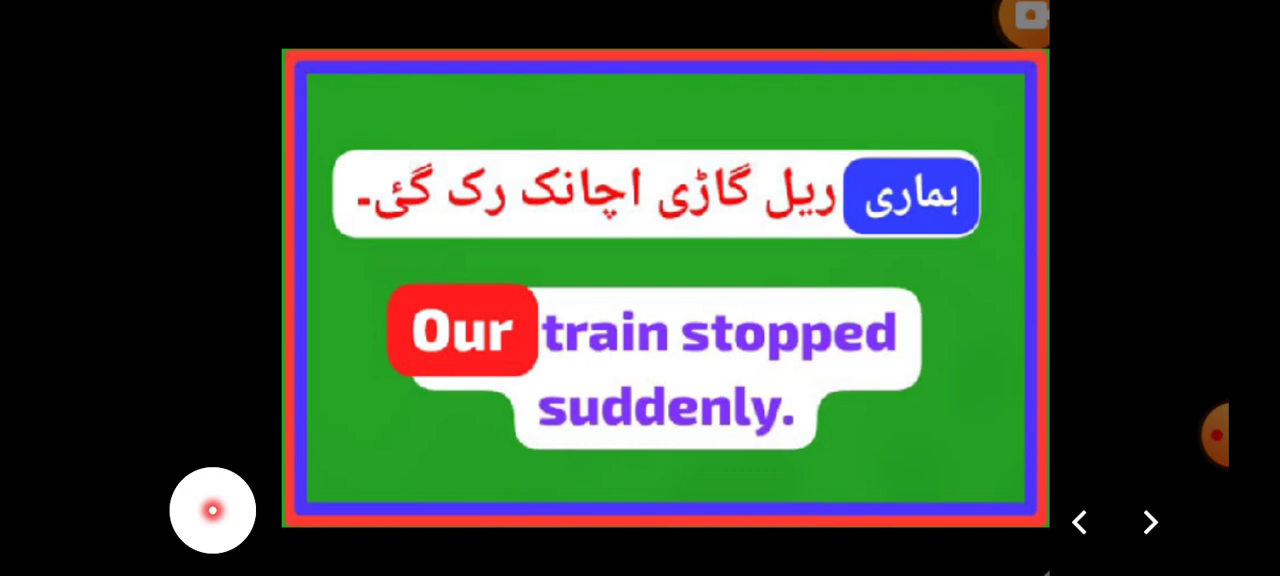 ہماری ریل گاڑی اچانک رک گئی۔
Our train stopped
suddenly.